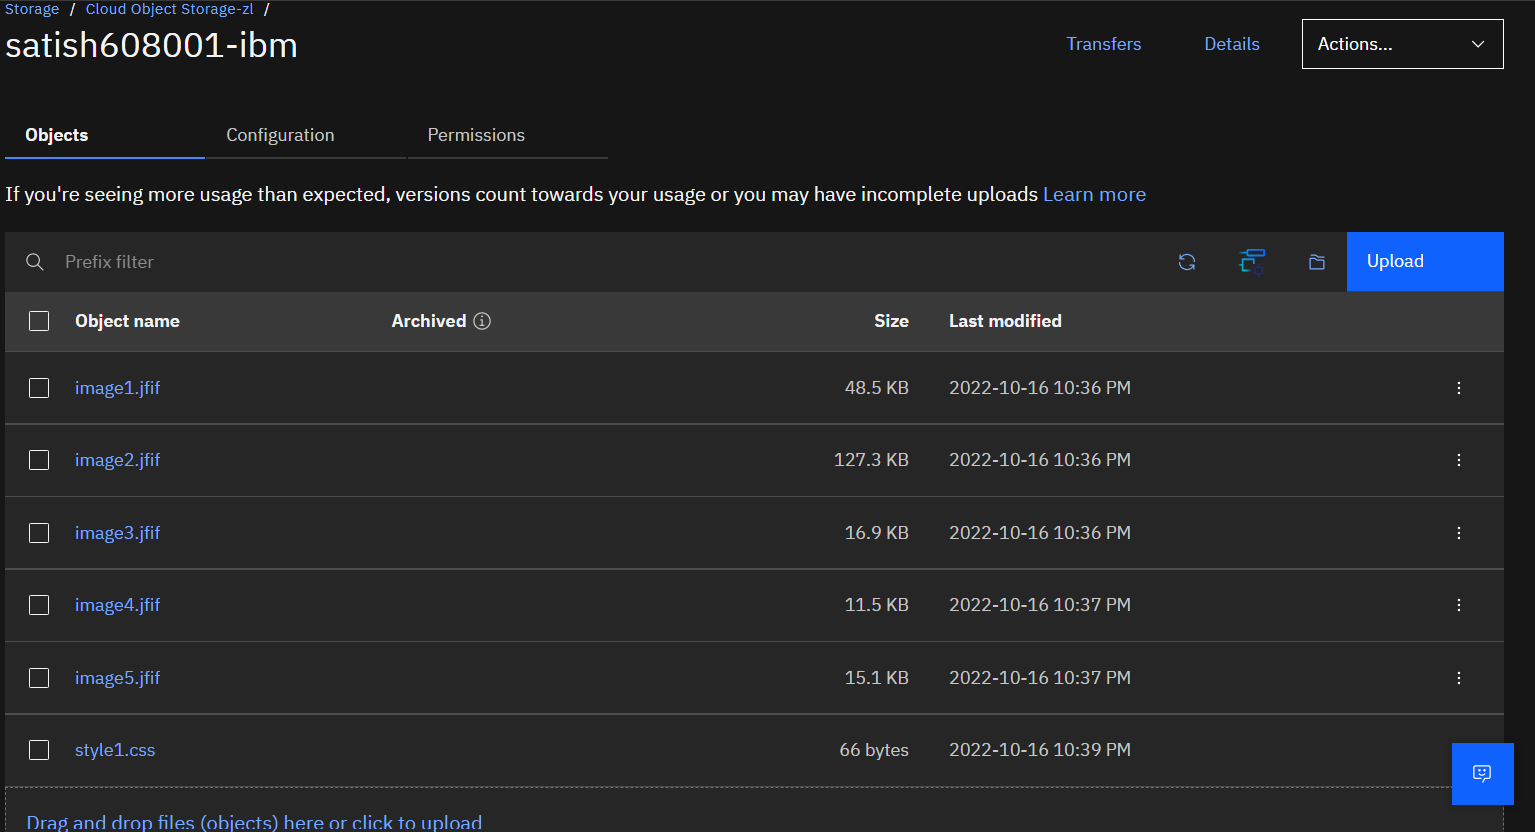 Storage / Cloud Object Storage-zl /
satish608001-ibm
Transfers Details Actions...
Objects Configuration Permissions
If you're seeing more usage than expected, versions count towards your usage or you may have incomplete uploads Learn more
Prefix filter Upload
Object name Archived Size Last modified
image1.jfif 48.5 KB 2022-10-16 10:36 PM
image2.jfif 127.3 KB 2022-10-16 10:36 PM
image3.jfif 16.9 KB 2022-10-16 10:36 PM
image4.jfif 11.5 KB 2022-10-16 10:37 PM
image5.jfif 15.1 KB 2022-10-16 10:37 PM
style1.css 66 bytes 2022-10-16 10:39 PM
Drag and drop files (objects) here or click to upload